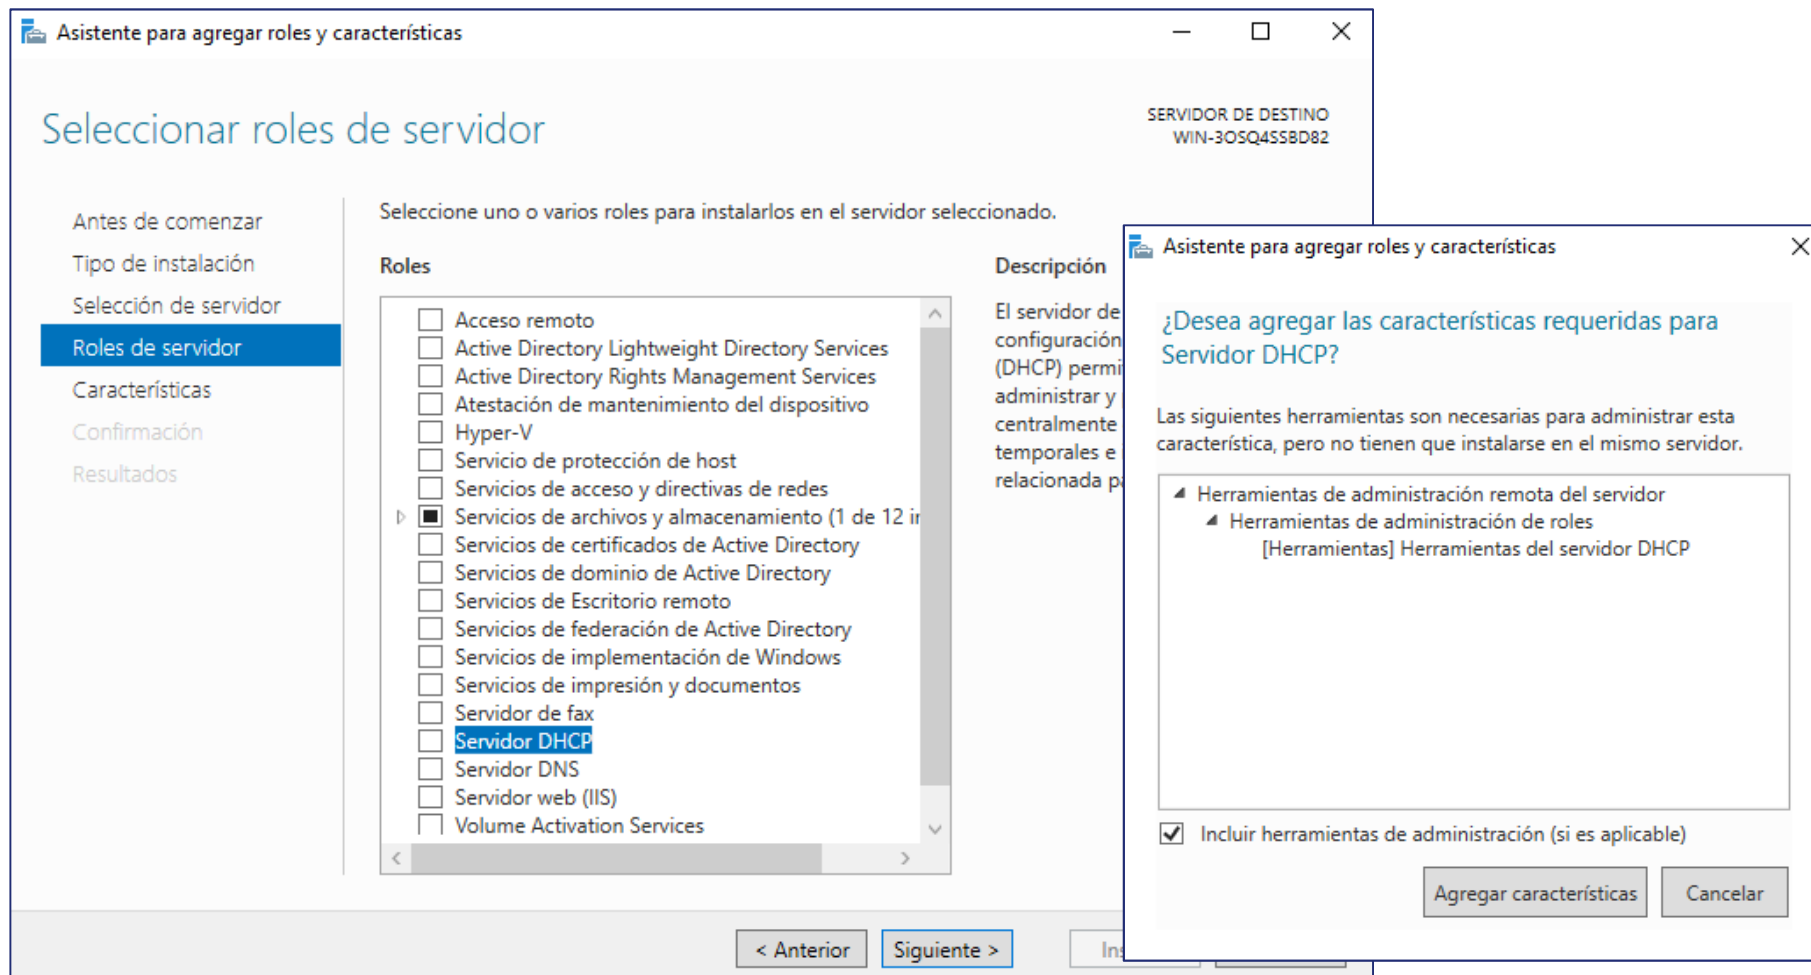 Asistente para agregar roles y características
Seleccionar roles de servidor
SERVIDOR DE DESTINO
WIN-3OSQ4SSBD82
Antes de comenzar
Tipo de instalación
Selección de servidor
Roles de servidor
Características
Confirmación
Resultados
Seleccione uno o varios roles para instalarlos en el servidor seleccionado.
Roles
Acceso remoto
Active Directory Lightweight Directory Services
Active Directory Rights Management Services
Atestación de mantenimiento del dispositivo
Hyper-V
Servicio de protección de host
Servicios de acceso y directivas de redes
Servicios de archivos y almacenamiento (1 de 12 in
Servicios de certificados de Active Directory
Servicios de dominio de Active Directory
Servicios de Escritorio remoto
Servicios de federación de Active Directory
Servicios de implementación de Windows
Servicios de impresión y documentos
Servidor de fax
Servidor DHCP
Servidor DNS
Servidor web (IIS)
Volume Activation Services
Descripción
El servidor de
configuración
(DHCP) permi
administrar y
centralmente
temporales e
relacionada pa
< Anterior
Siguiente >
Ins
Asistente para agregar roles y características
¿Desea agregar las características requeridas para
Servidor DHCP?
Las siguientes herramientas son necesarias para administrar esta
característica, pero no tienen que instalarse en el mismo servidor.
Herramientas de administración remota del servidor
Herramientas de administración de roles
[Herramientas] Herramientas del servidor DHCP
Incluir herramientas de administración (si es aplicable)
Agregar características
Cancelar